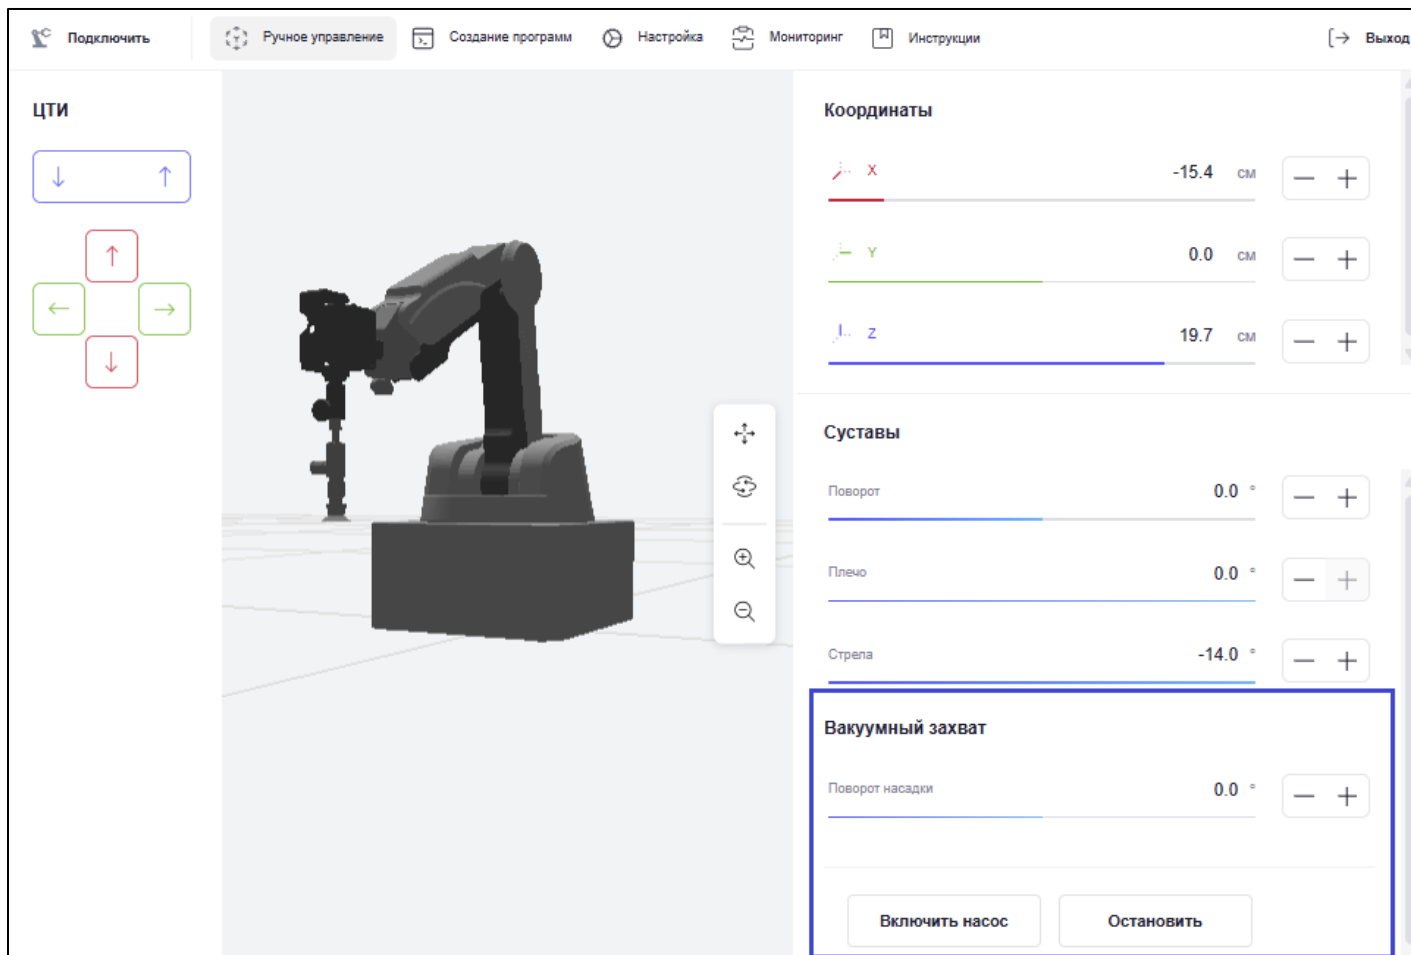 Подключить
Ручное управление
Создание программ
Настройка
Мониторинг
Инструкции
Выход
ЦТИ
Координаты
X -15.4 см
Y 0.0 см
Z 19.7 см
Суставы
Поворот 0.0 °
Плечо 0.0 °
Стрела -14.0 °
Вакуумный захват
Поворот насадки 0.0 °
Включить насос
Остановить